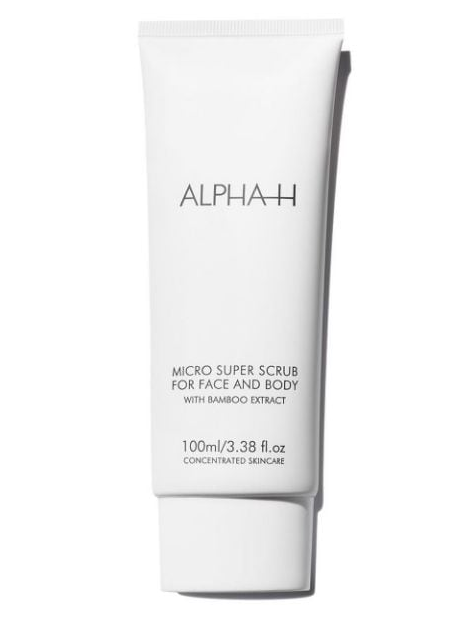 ALPHA-H
MICRO SUPER SCRUB
FOR FACE AND BODY
WITH BAMBOO EXTRACT
100ml/3.38 fl.oz
CONCENTRATED SKINCARE